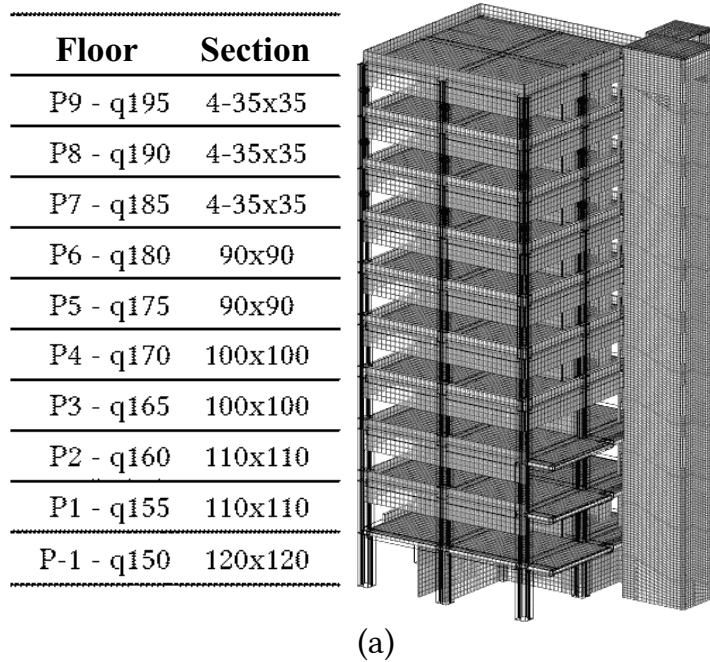 Floor Section
P9 - q195 4-35x35
P8 - q190 4-35x35
P7 - q185 4-35x35
P6 - q180 90x90
P5 - q175 90x90
P4 - q170 100x100
P3 - q165 100x100
P2 - q160 110x110
P1 - q155 110x110
P-1 - q150 120x120
(a)